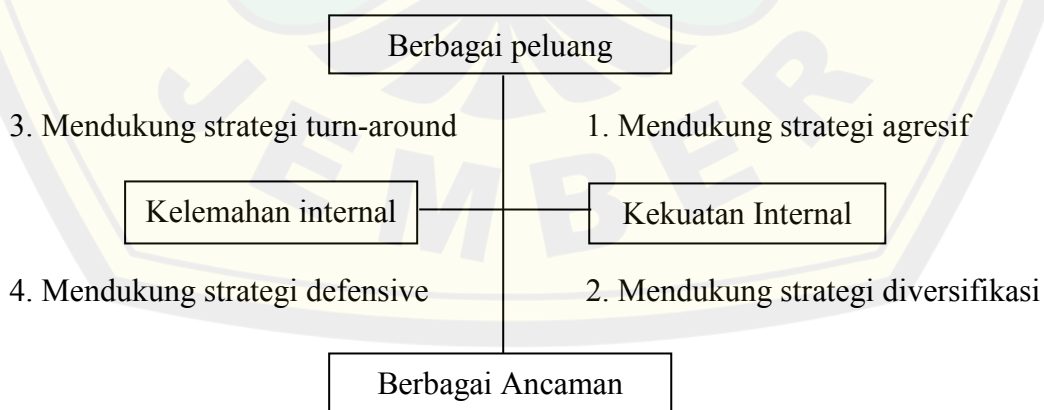 Berbagai peluang
3. Mendukung strategi turn-around
1. Mendukung strategi agresif
Kelemahan internal
Kekuatan Internal
4. Mendukung strategi defensive
2. Mendukung strategi diversifikasi
Berbagai Ancaman
JEMBER